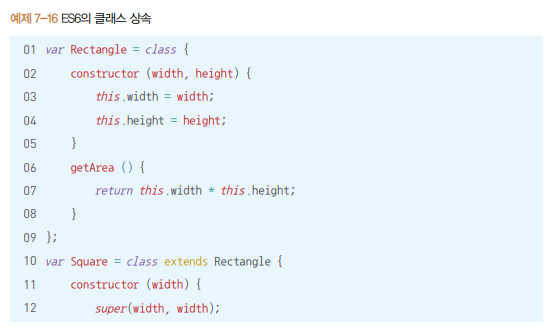 예제 7-16 ES6의 클래스 상속
01 var Rectangle = class {
02 constructor (width, height) {
03 this.width = width;
04 this.height = height;
05 }
06 getArea () {
07 return this.width * this.height;
08 }
09 };
10 var Square = class extends Rectangle {
11 constructor (width) {
12 super(width, width);